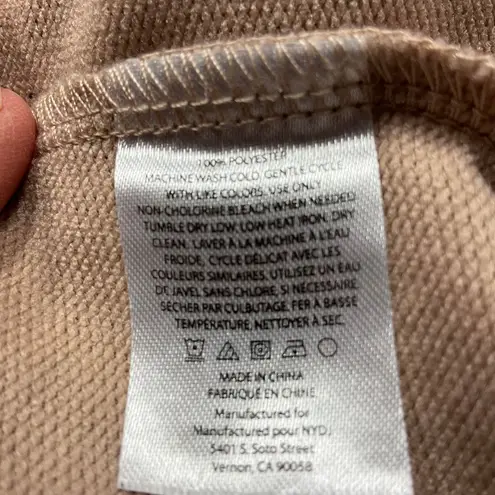 100% POLYESTER
MACHINE WASH COLD, GENTLE CYCLE
WITH LIKE COLORS, USE ONLY
NON-CHOLORINE BLEACH WHEN NEEDED
TUMBLE DRY LOW, LOW HEAT IRON, DRY
CLEAN. LAVER À LA MACHINE À L'EAU
FROIDE, CYCLE DÉLICAT AVEC LES
COULEURS SIMILAIRES, UTILISEZ UN EAU
DE JAVEL SANS CHLORE, SI NÉCESSAIRE,
SÉCHER PAR CULBUTAGE, FER À BASSE
TEMPÉRATURE, NETTOYER À SEC.
MADE IN CHINA
FABRIQUÉ EN CHINE
Manufactured for
Manufacturé pour NYDJ
5401 S. Soto Street
Vernon, CA 90058